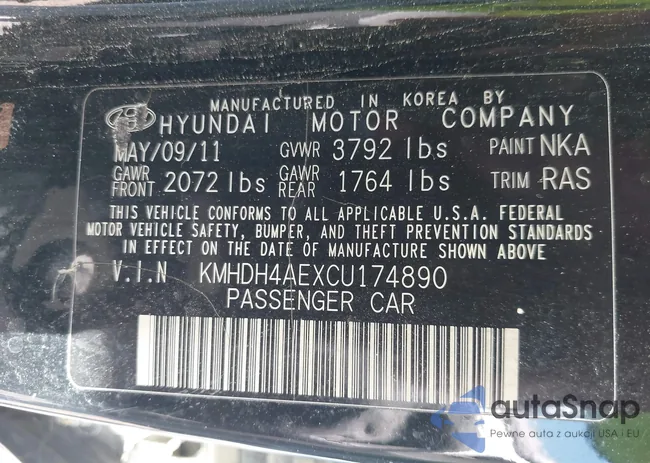 MANUFACTURED IN KOREA BY
HYUNDAI MOTOR COMPANY
MAY/09/11 GVWR 3792 lbs PAINT NKA
GAWR FRONT 2072 lbs GAWR REAR 1764 lbs TRIM RAS
THIS VEHICLE CONFORMS TO ALL APPLICABLE U.S.A. FEDERAL
MOTOR VEHICLE SAFETY, BUMPER, AND THEFT PREVENTION STANDARDS
IN EFFECT ON THE DATE OF MANUFACTURE SHOWN ABOVE
V.I.N KMHDH4AEXCU174890
PASSENGER CAR
autoSnap
Pewne auta z aukcji USA i EU